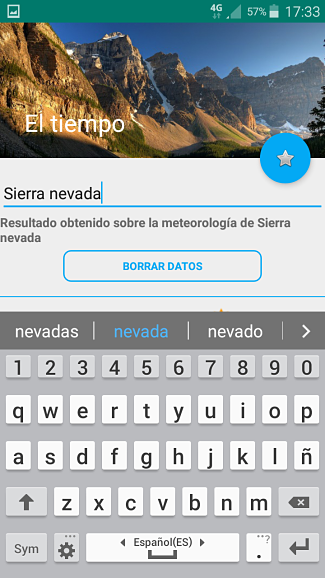 4G 57% 17:33
El tiempo
Sierra nevada
Resultado obtenido sobre la meteorología de Sierra
nevada
BORRAR DATOS
nevadas nevada nevado
1 2 3 4 5 6 7 8 9 0
q w e r t y u i o p
a s d f g h j k l ñ
z x c v b n m
Sym Español(ES) . ...?